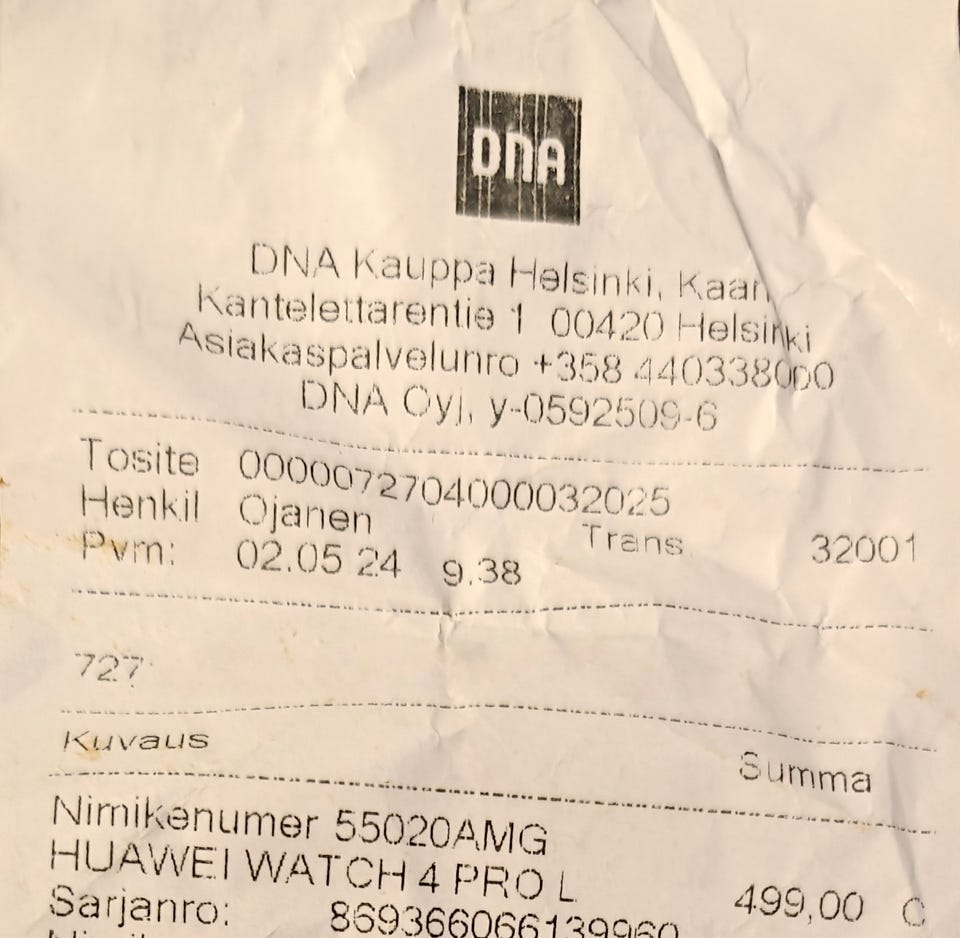 DNA
DNA Kauppa Helsinki, Kaan
Kantelettarentie 1 00420 Helsinki
Asiakaspalvelunro +358 440338000
DNA Oyj, y-0592509-6
Tosite 0000072704000032025
Henkil Ojanen Trans. 32001
Pvm: 02.05 24 9.38
727
Kuvaus Summa
Nimikenumer 55020AMG
HUAWEI WATCH 4 PRO L 499,00 C
Sarjanro: 869366066139960